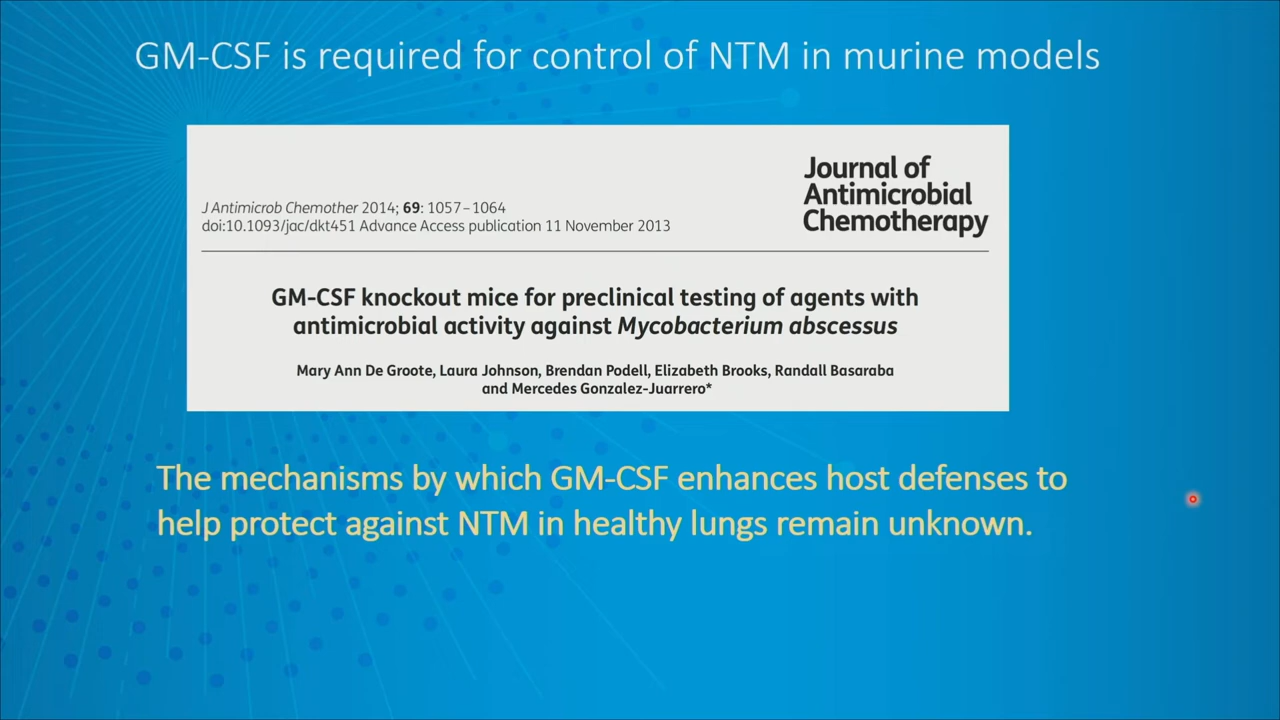 GM-CSF is required for control of NTM in murine models
Journal of
Antimicrobial
Chemotherapy
J Antimicrob Chemother 2014; 69: 1057–1064
doi:10.1093/jac/dkt451 Advance Access publication 11 November 2013
GM-CSF knockout mice for preclinical testing of agents with
antimicrobial activity against Mycobacterium abscessus
Mary Ann De Groote, Laura Johnson, Brendan Podell, Elizabeth Brooks, Randall Basaraba
and Mercedes Gonzalez-Juarrero*
The mechanisms by which GM-CSF enhances host defenses to
help protect against NTM in healthy lungs remain unknown.